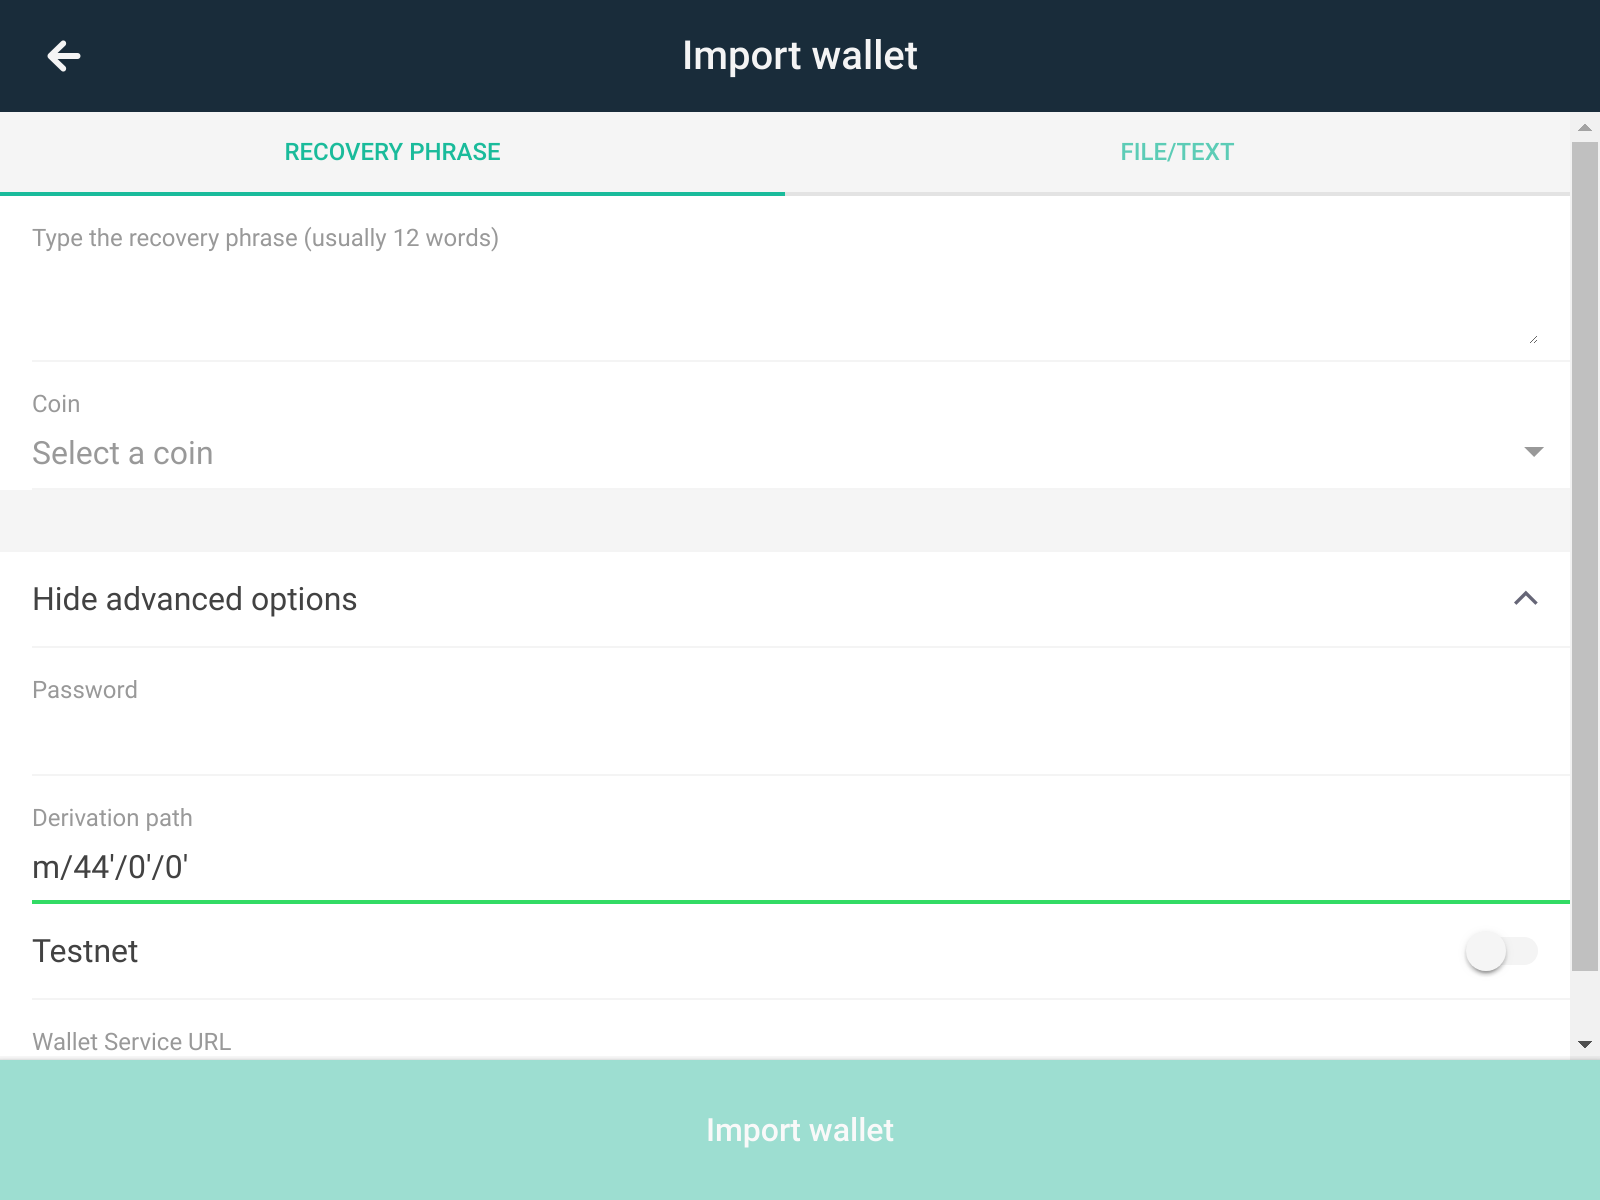 Import wallet
RECOVERY PHRASE
FILE/TEXT
Type the recovery phrase (usually 12 words)
Coin
Select a coin
Hide advanced options
Password
Derivation path
m/44'/0'/0'
Testnet
Wallet Service URL
Import wallet